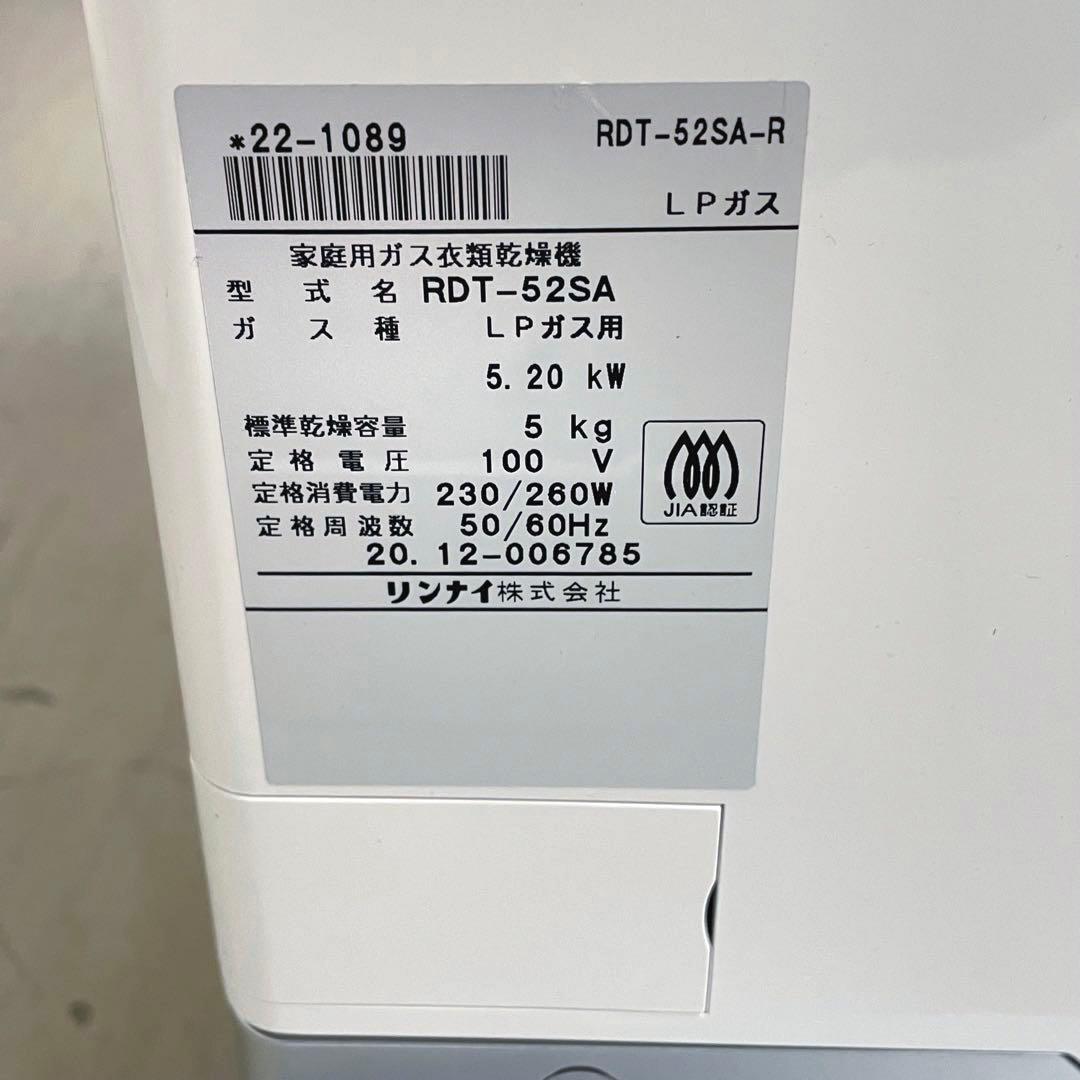 *22-1089
RDT-52SA-R
LPガス
家庭用ガス衣類乾燥機
型式名 RDT-52SA
ガス種 LPガス用
5.20 kW
標準乾燥容量 5 kg
定格電圧 100 V
定格消費電力 230/260W
定格周波数 50/60Hz
20.12-006785
JIA認証
リンナイ株式会社